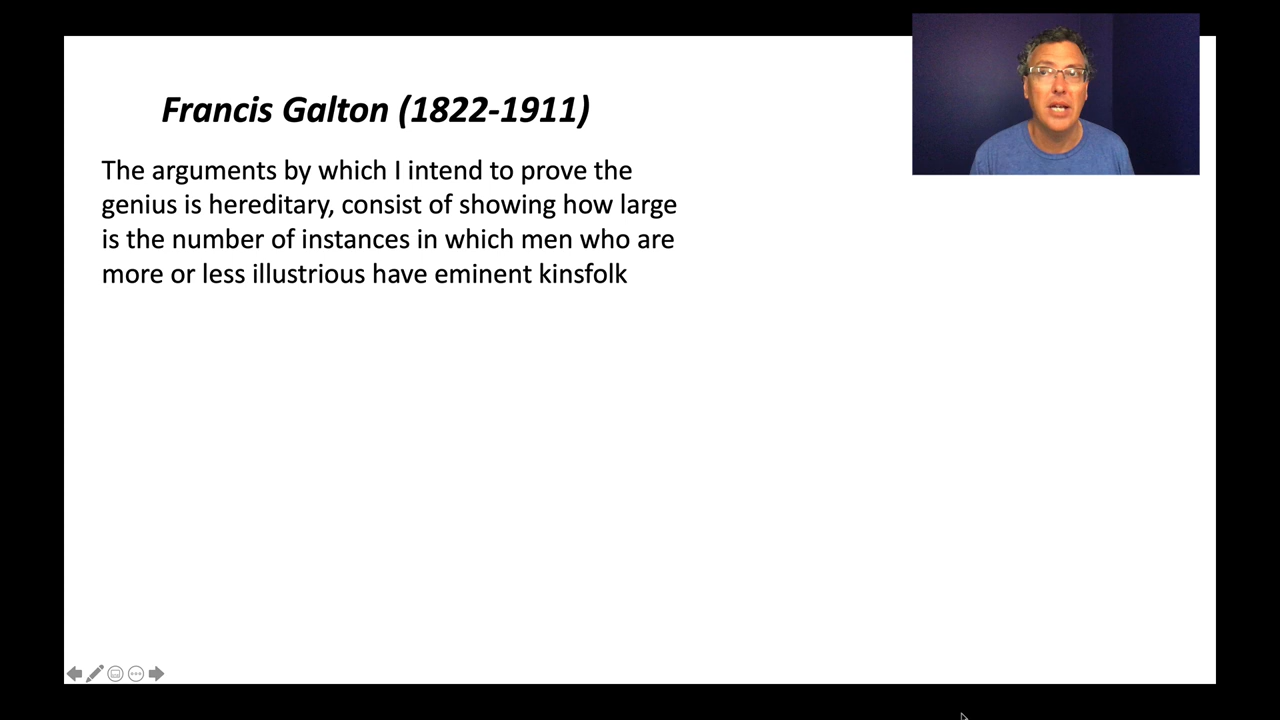 Francis Galton (1822-1911)
The arguments by which I intend to prove the
genius is hereditary, consist of showing how large
is the number of instances in which men who are
more or less illustrious have eminent kinsfolk